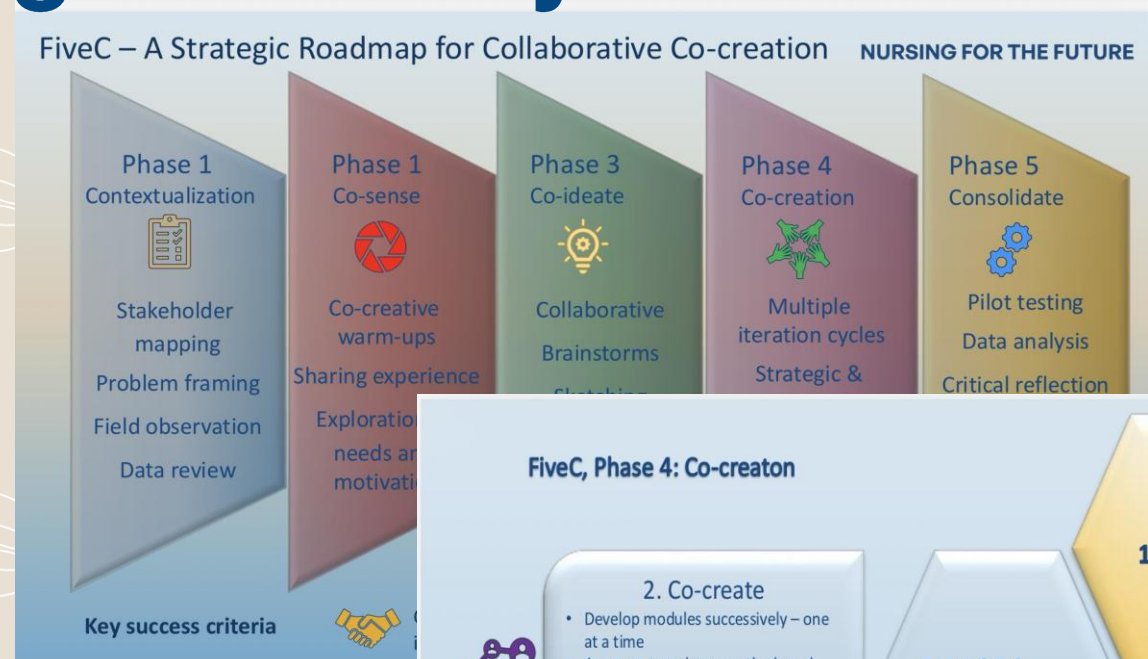 FiveC – A Strategic Roadmap for Collaborative Co-creation
NURSING FOR THE FUTURE
Phase 1
Contextualization
Stakeholder
mapping
Problem framing
Field observation
Data review
Phase 1
Co-sense
Co-creative
warm-ups
Sharing experience
needs
Phase 3
Co-ideate
Collaborative
Brainstorms
Phase 4
Co-creation
Multiple
iteration cycles
Strategic &
Phase 5
Consolidate
Pilot testing
Data analysis
Critical reflection
Key success criteria
FiveC, Phase 4: Co-creaton
2. Co-create
• Develop modules successively – one
at a time
1